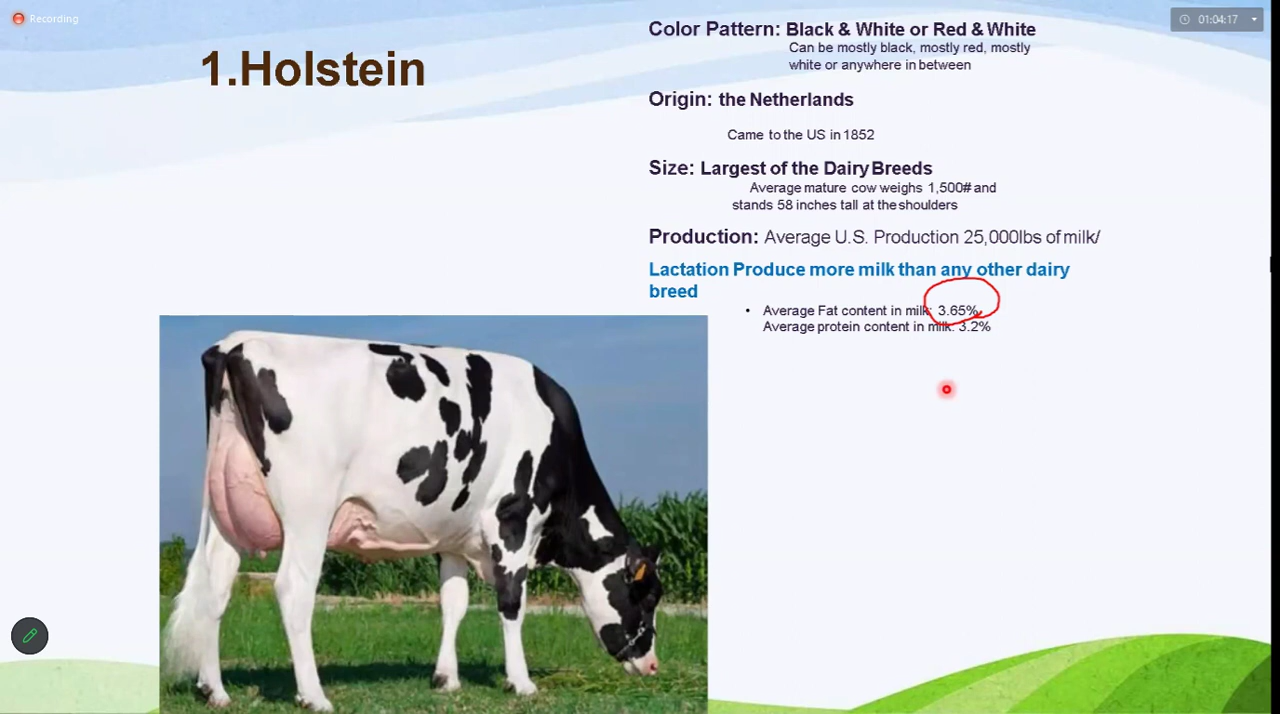 Recording
01:04:17
1.Holstein
Color Pattern: Black & White or Red & White
Can be mostly black, mostly red, mostly
white or anywhere in between
Origin: the Netherlands
Came to the US in 1852
Size: Largest of the Dairy Breeds
Average mature cow weighs 1,500# and
stands 58 inches tall at the shoulders
Production: Average U.S. Production 25,000lbs of milk/
Lactation Produce more milk than any other dairy
breed
• Average Fat content in milk: 3.65%
Average protein content in milk: 3.2%